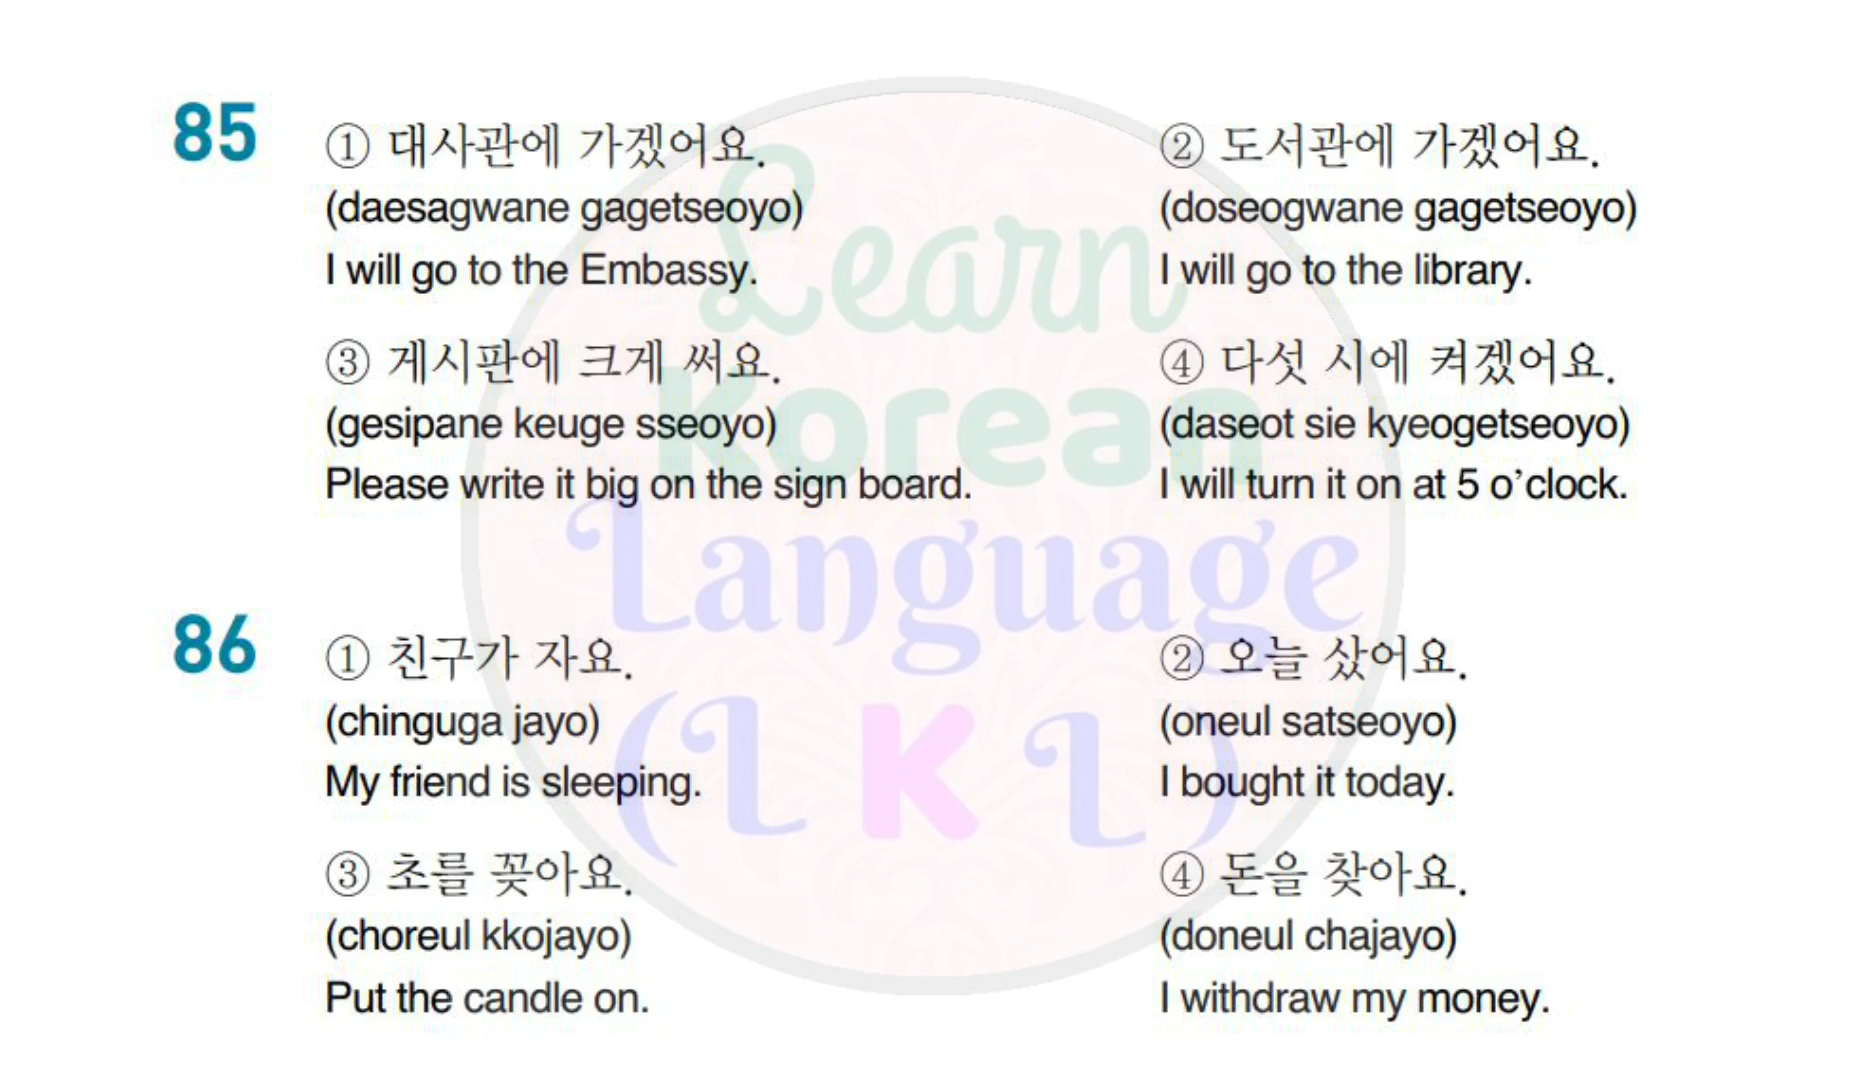 85
① 대사관에 가겠어요.
(daesagwane gagetseoyo)
I will go to the Embassy.
② 도서관에 가겠어요.
(doseogwane gagetseoyo)
I will go to the library.
③ 게시판에 크게 써요.
(gesipane keuge sseoyo)
Please write it big on the sign board.
④ 다섯 시에 켜겠어요.
(daseot sie kyeogetseoyo)
I will turn it on at 5 o’clock.
86
① 친구가 자요.
(chinguga jayo)
My friend is sleeping.
② 오늘 샀어요.
(oneul satseoyo)
I bought it today.
③ 초를 꽂아요.
(choreul kkojayo)
Put the candle on.
④ 돈을 찾아요.
(doneul chajayo)
I withdraw my money.
Learn
Korean
Language
(L K L)